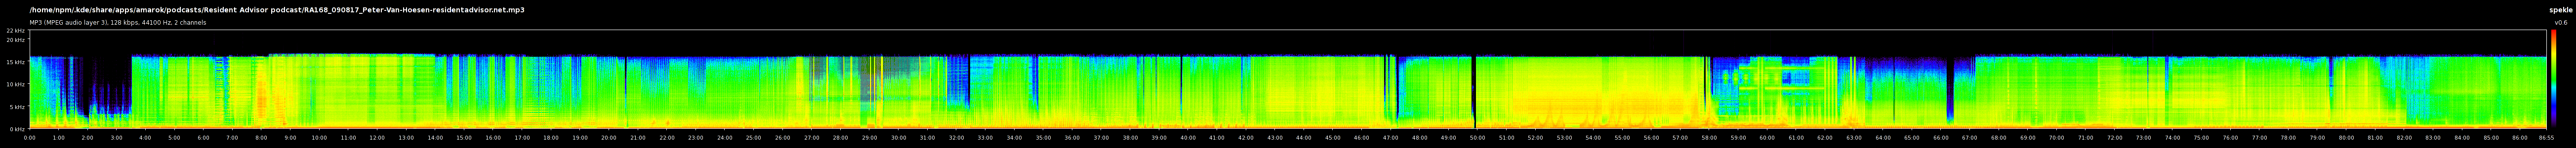 /home/npm/.kde/share/apps/amarok/podcasts/Resident Advisor podcast/RA168_090817_Peter-Van-Hoesen-residentadvisor.net.mp3
spekle
MP3 (MPEG audio layer 3), 128 kbps, 44100 Hz, 2 channels
v0.6
22 kHz
20 kHz
15 kHz
10 kHz
5 kHz
0 kHz
0:00 1:00 2:00 3:00 4:00 5:00 6:00 7:00 8:00 9:00 10:00 11:00 12:00 13:00 14:00 15:00 16:00 17:00 18:00 19:00 20:00 21:00 22:00 23:00 24:00 25:00 26:00 27:00 28:00 29:00 30:00 31:00 32:00 33:00 34:00 35:00 36:00 37:00 38:00 39:00 40:00 41:00 42:00 43:00 44:00 45:00 46:00 47:00 48:00 49:00 50:00 51:00 52:00 53:00 54:00 55:00 56:00 57:00 58:00 59:00 60:00 61:00 62:00 63:00 64:00 65:00 66:00 67:00 68:00 69:00 70:00 71:00 72:00 73:00 74:00 75:00 76:00 77:00 78:00 79:00 80:00 81:00 82:00 83:00 84:00 85:00 86:00 86:55